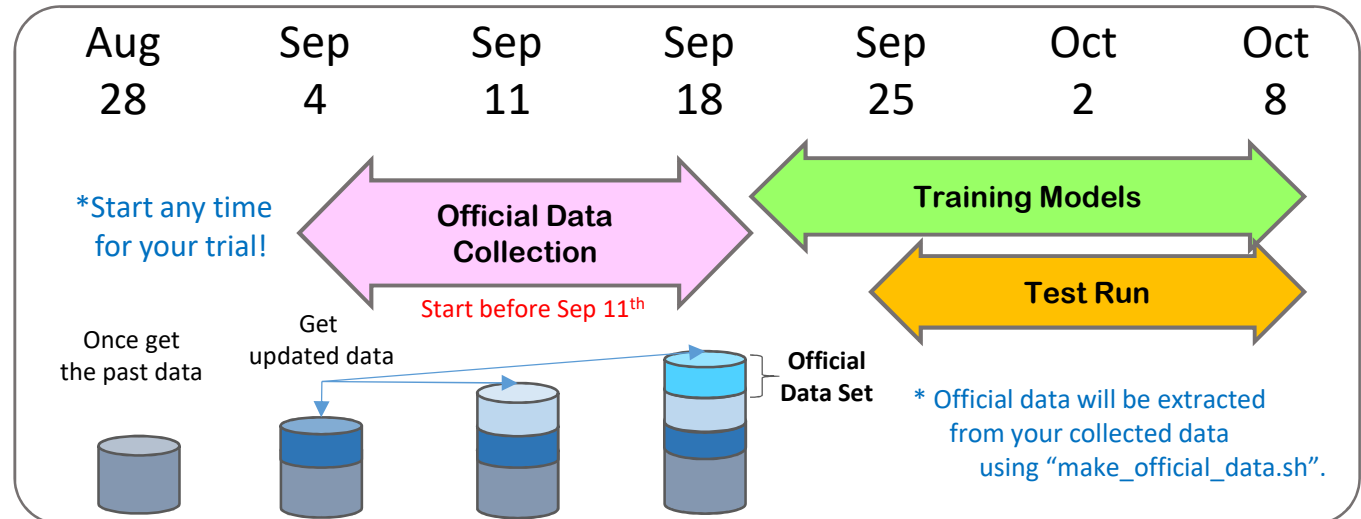 Aug Sep Sep Sep Sep Oct Oct
28 4 11 18 25 2 8
*Start any time
for your trial!
Official Data
Collection
Training Models
Test Run
Start before Sep 11th
Once get
the past data
Get
updated data
Official
Data Set
* Official data will be extracted
from your collected data
using “make_official_data.sh”.